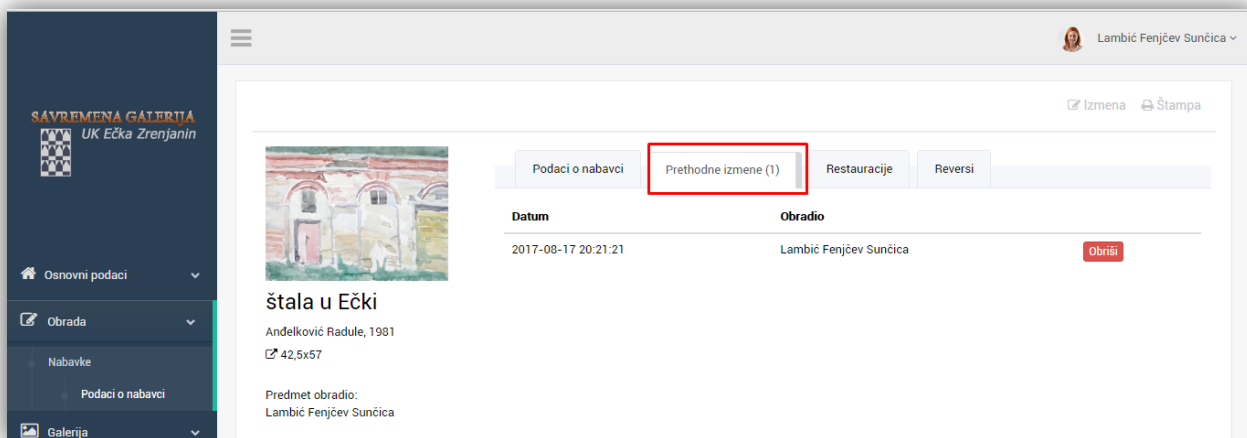 Lambić Fenjčev Sunčica
SAVREMENA GALERIJA
UK Ečka Zrenjanin
Izmena Štampa
Podaci o nabavci Prethodne izmene (1) Restauracije Reversi
Datum Obradio
2017-08-17 20:21:21 Lambić Fenjčev Sunčica Obriši
Osnovni podaci
Obrada
Nabavke
Podaci o nabavci
Galerija
štala u Ečki
Anđelković Radule, 1981
42,5x57
Predmet obradio:
Lambić Fenjčev Sunčica